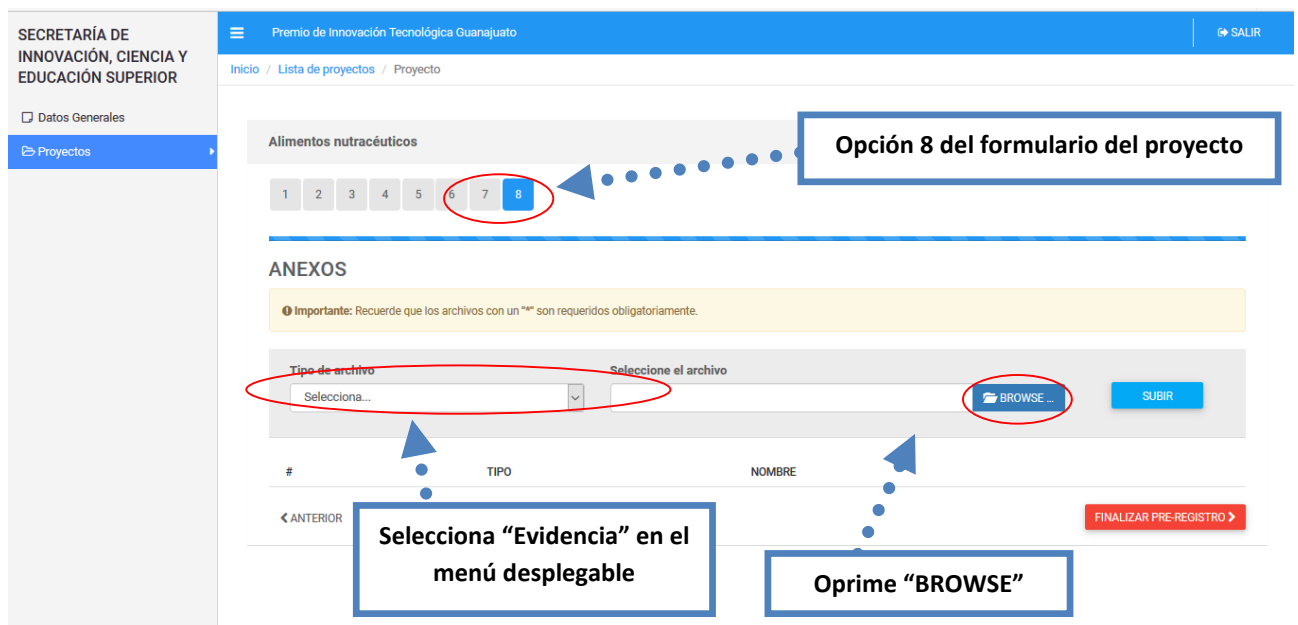 SECRETARÍA DE
INNOVACIÓN, CIENCIA Y
EDUCACIÓN SUPERIOR
Datos Generales
Proyectos
Premio de Innovación Tecnológica Guanajuato
SALIR
Inicio / Lista de proyectos / Proyecto
Alimentos nutracéuticos
Opción 8 del formulario del proyecto
1 2 3 4 5 6 7 8
ANEXOS
Importante: Recuerde que los archivos con un "*" son requeridos obligatoriamente.
Tipo de archivo
Seleccione el archivo
Selecciona...
BROWSE ...
SUBIR
# TIPO NOMBRE
ANTERIOR
FINALIZAR PRE-REGISTRO
Selecciona “Evidencia” en el
menú desplegable
Oprime “BROWSE”